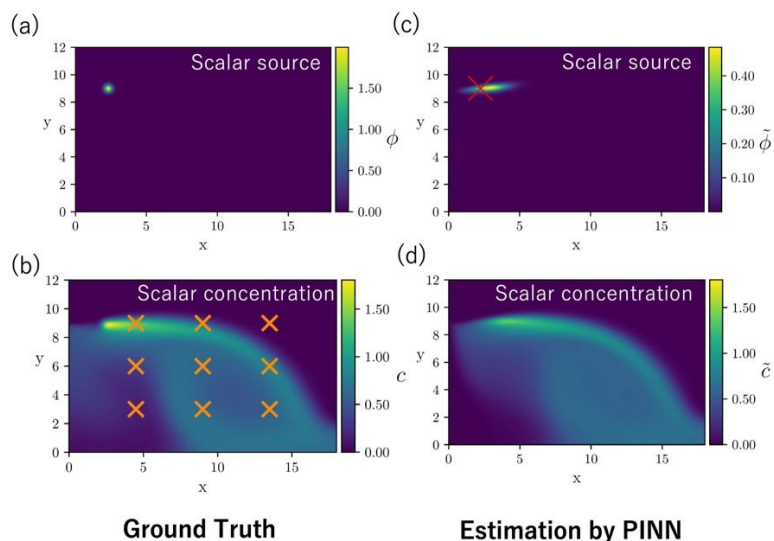 (a)
12
10
8
6
4
2
0
y
0
5
10
15
x
Scalar source
1.50
1.00
0.50
0.00
ϕ
(c)
12
10
8
6
4
2
0
y
0
5
10
15
x
Scalar source
0.40
0.30
0.20
0.10
ϕ̃
(b)
12
10
8
6
4
2
0
y
0
5
10
15
x
Scalar concentration
1.50
1.00
0.50
0.00
c
(d)
12
10
8
6
4
2
0
y
0
5
10
15
x
Scalar concentration
1.50
1.00
0.50
0.00
c̃
Ground Truth
Estimation by PINN